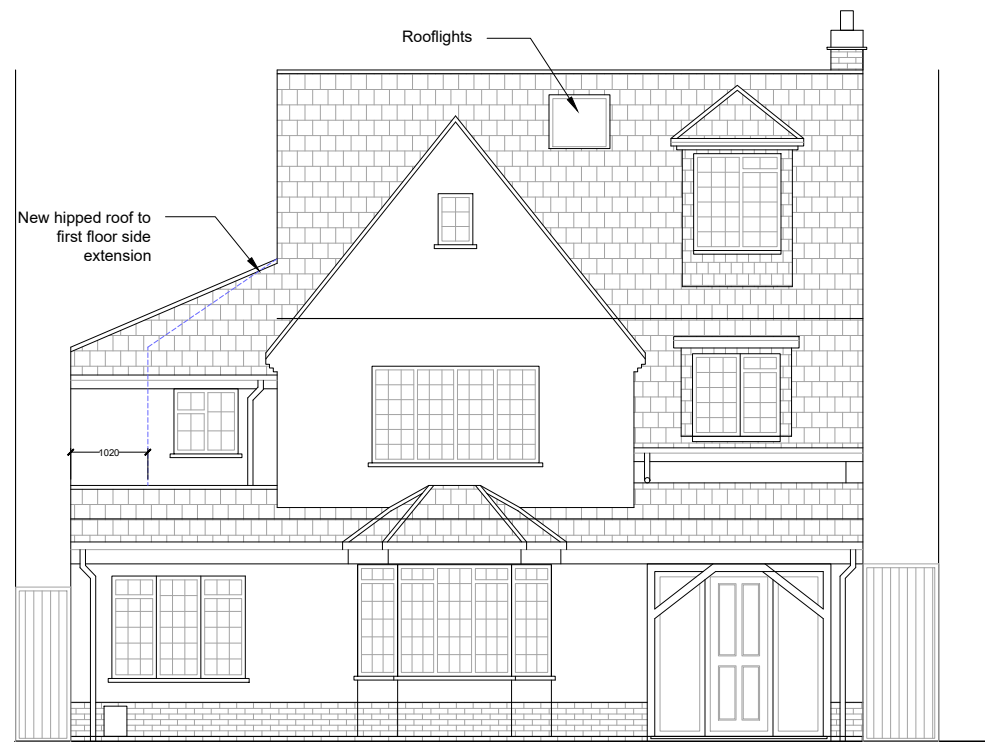 Rooflights
New hipped roof to
first floor side
extension
1020